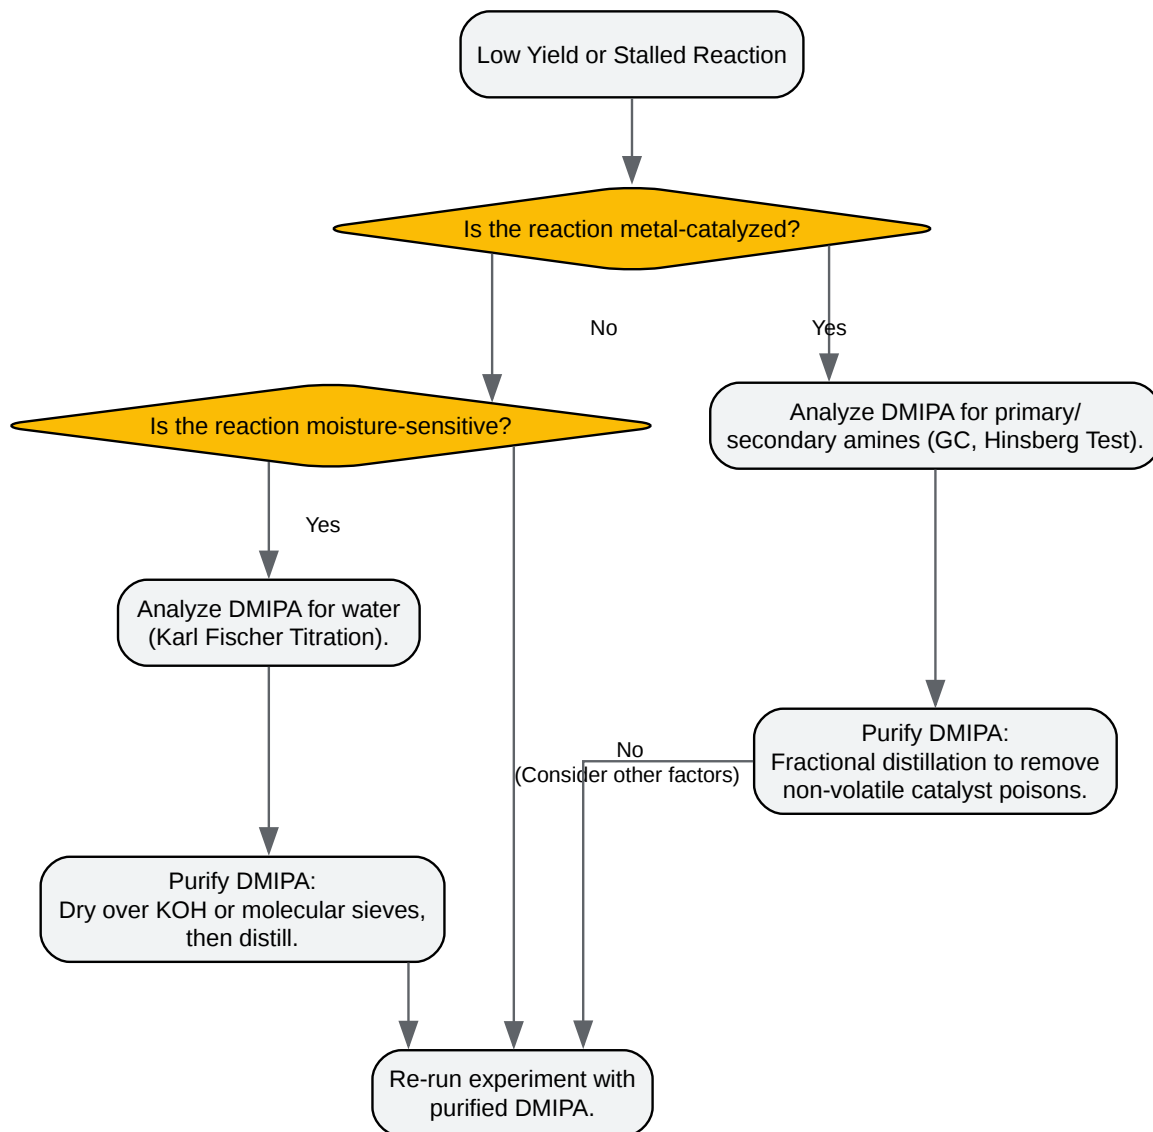 Low Yield or Stalled Reaction
Is the reaction metal-catalyzed?
No
Yes
Is the reaction moisture-sensitive?
Analyze DMIPA for primary/
secondary amines (GC, Hinsberg Test).
Yes
Analyze DMIPA for water
(Karl Fischer Titration).
No
(Consider other factors)
Purify DMIPA:
Fractional distillation to remove
non-volatile catalyst poisons.
Purify DMIPA:
Dry over KOH or molecular sieves,
then distill.
Re-run experiment with
purified DMIPA.